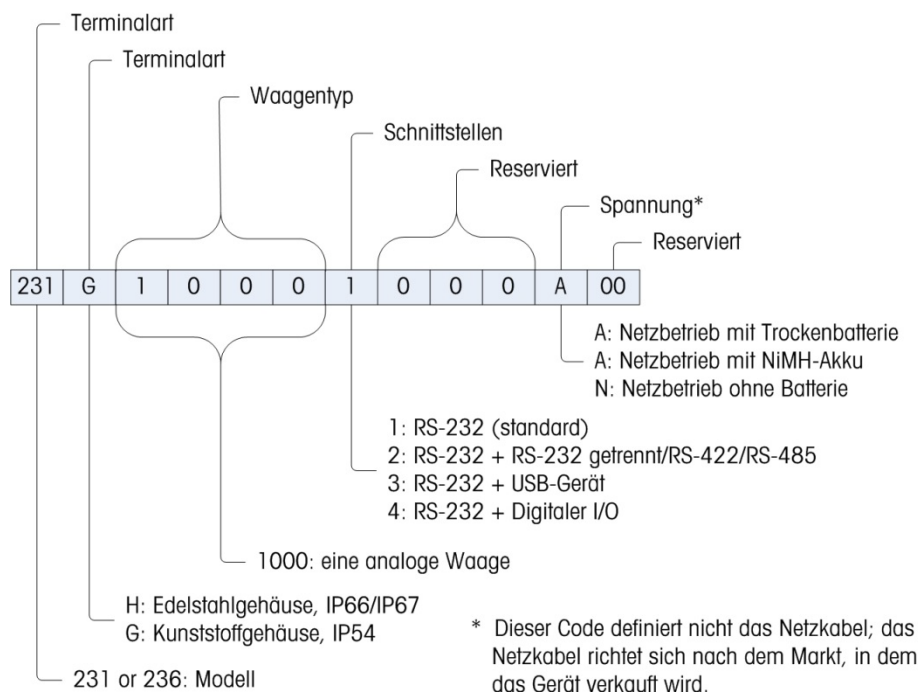 Terminalart
Terminalart
Waagentyp
Schnittstellen
Reserviert
Spannung*
Reserviert
231 G 1 0 0 0 1 0 0 0 A 00
A: Netzbetrieb mit Trockenbatterie
A: Netzbetrieb mit NiMH-Akku
N: Netzbetrieb ohne Batterie
1: RS-232 (standard)
2: RS-232 + RS-232 getrennt/RS-422/RS-485
3: RS-232 + USB-Gerät
4: RS-232 + Digitaler I/O
1000: eine analoge Waage
H: Edelstahlgehäuse, IP66/IP67
G: Kunststoffgehäuse, IP54
231 or 236: Modell
* Dieser Code definiert nicht das Netzkabel; das
Netzkabel richtet sich nach dem Markt, in dem
das Gerät verkauft wird.